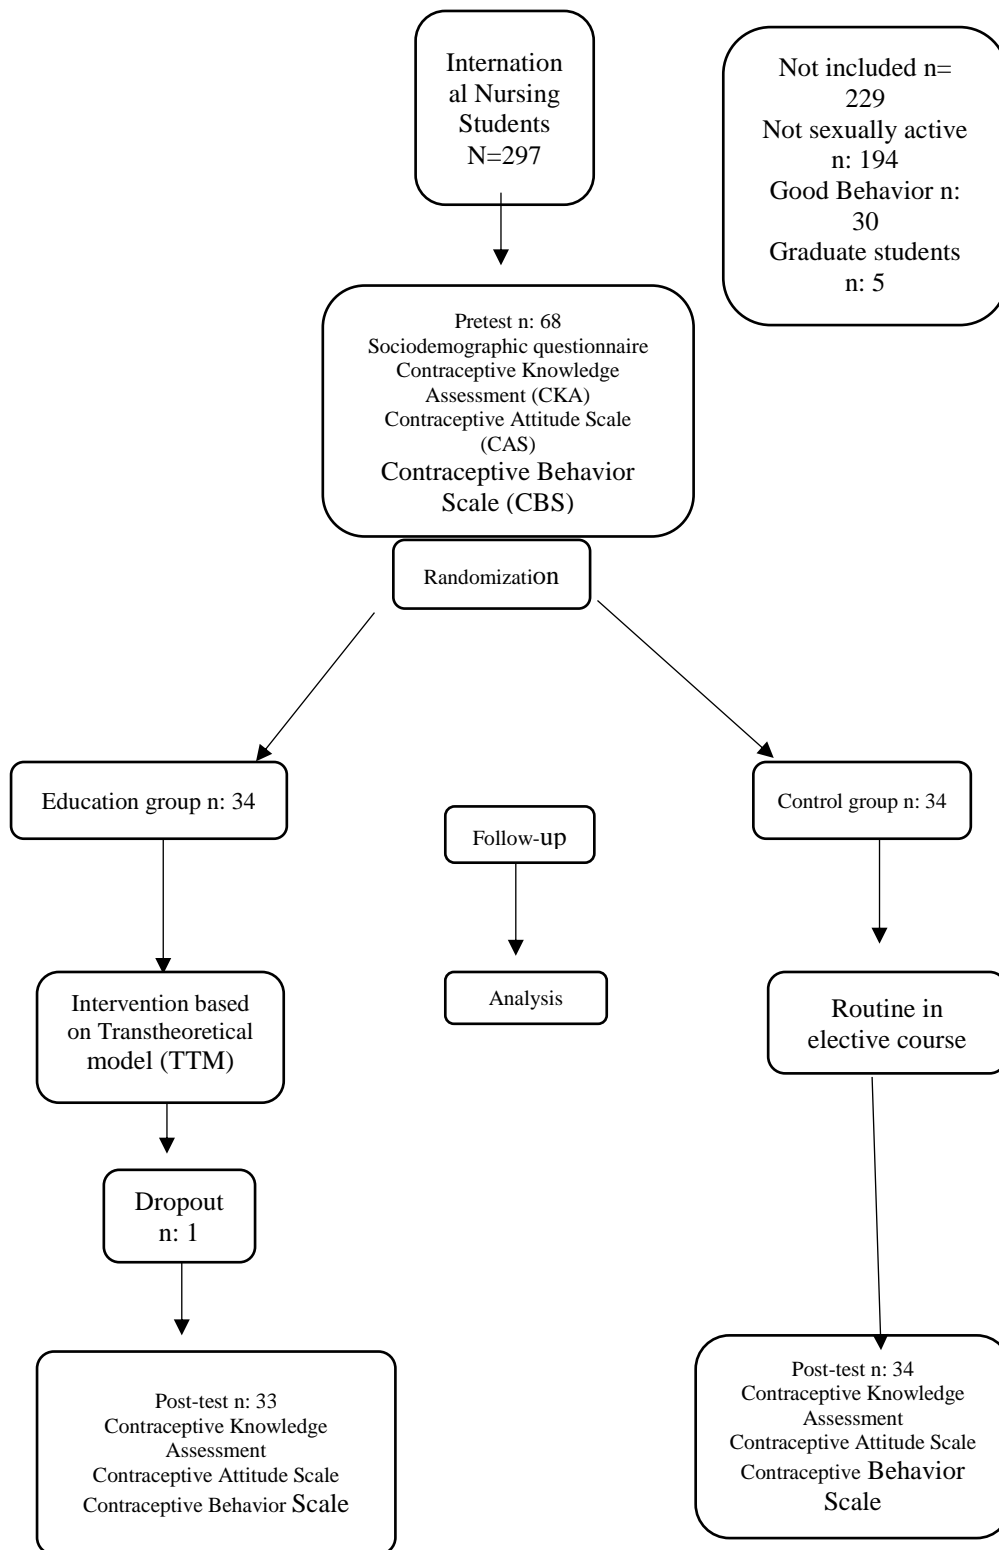 Internation
al Nursing
Students
N=297
Not included n=
229
Not sexually active
n: 194
Good Behavior n:
30
Graduate students
n: 5
Pretest n: 68
Sociodemographic questionnaire
Contraceptive Knowledge
Assessment (CKA)
Contraceptive Attitude Scale
(CAS)
Contraceptive Behavior
Scale (CBS)
Randomization
Education group n: 34
Follow-up
Control group n: 34
Intervention based
on Transtheoretical
model (TTM)
Analysis
Routine in
elective course
Dropout
n: 1
Post-test n: 33
Contraceptive Knowledge
Assessment
Contraceptive Attitude Scale
Contraceptive Behavior Scale
Post-test n: 34
Contraceptive Knowledge
Assessment
Contraceptive Attitude Scale
Contraceptive Behavior
Scale